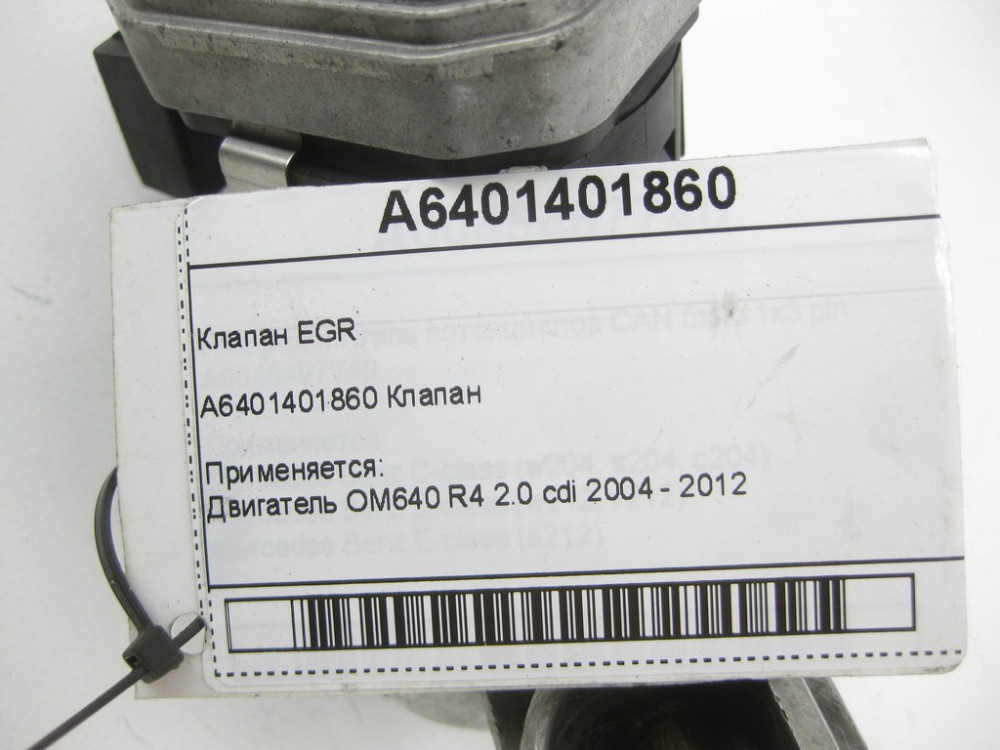 A6401401860
Клапан EGR
A6401401860 Клапан
Применяется:
Двигатель OM640 R4 2.0 cdi 2004 - 2012